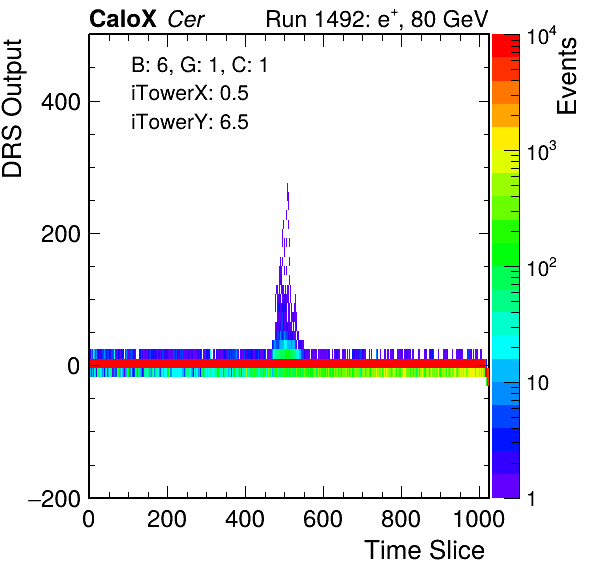 CaloX Cer Run 1492: e⁺, 80 GeV
B: 6, G: 1, C: 1
iTowerX: 0.5
iTowerY: 6.5
DRS Output
400
200
0
−200
0 200 400 600 800 1000
Time Slice
Events
10⁴
10³
10²
10
1